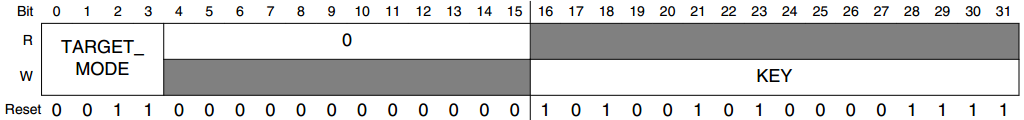 Bit 0 1 2 3 4 5 6 7 8 9 10 11 12 13 14 15 16 17 18 19 20 21 22 23 24 25 26 27 28 29 30 31
R TARGET_ 0
MODE
W KEY
Reset 0 0 1 1 0 0 0 0 0 0 0 0 0 0 0 0 1 0 1 0 0 1 0 1 0 0 0 0 1 1 1 1